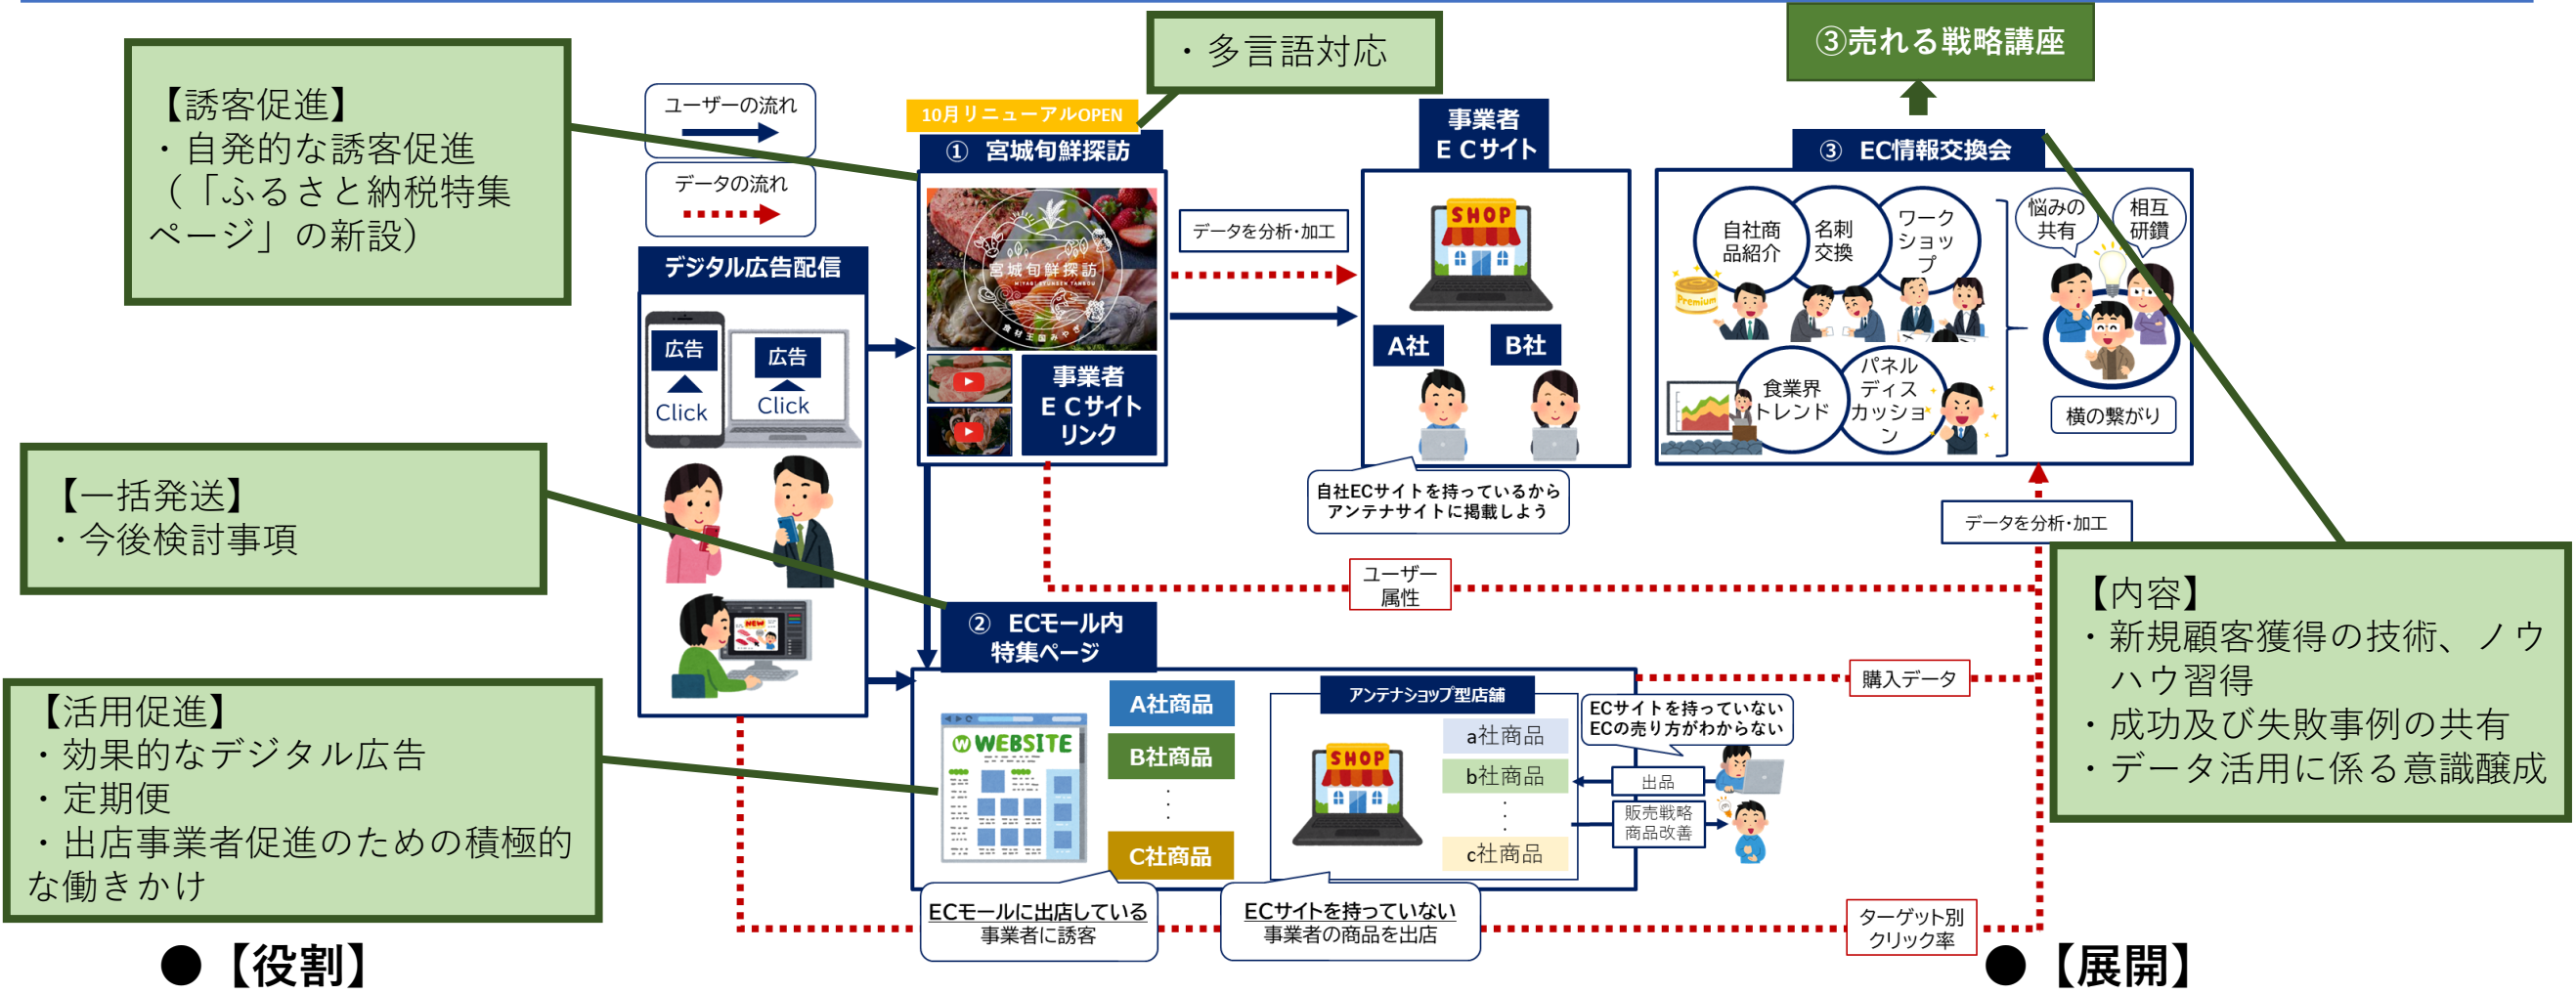 ・多言語対応
③売れる戦略講座
【誘客促進】
・自発的な誘客促進
（「ふるさと納税特集
ページ」の新設）
ユーザーの流れ
データの流れ
10月リニューアルOPEN
① 宮城旬鮮探訪
宮城旬鮮探訪
MIYAGI SYUNSEN TANBOU
食材王国みやぎ
事業者
ＥＣサイト
リンク
データを分析・加工
事業者
ＥＣサイト
SHOP
A社
B社
自社ECサイトを持っているから
アンテナサイトに掲載しよう
③ EC情報交換会
自社商
品紹介
名刺
交換
ワーク
ショッ
プ
Premium
食業界
トレンド
パネル
ディス
カッショ
ン
悩みの
共有
相互
研鑽
横の繋がり
データを分析・加工
デジタル広告配信
広告
Click
広告
Click
NEW
【一括発送】
・今後検討事項
ユーザー
属性
【内容】
・新規顧客獲得の技術、ノウ
ハウ習得
・成功及び失敗事例の共有
・データ活用に係る意識醸成
② ECモール内
特集ページ
【活用促進】
・効果的なデジタル広告
・定期便
・出店事業者促進のための積極的
な働きかけ
WEBSITE
A社商品
B社商品
C社商品
アンテナショップ型店舗
SHOP
a社商品
b社商品
c社商品
購入データ
ECサイトを持っていない
ECの売り方がわからない
出品
販売戦略
商品改善
ECモールに出店している
事業者に誘客
ECサイトを持っていない
事業者の商品を出店
ターゲット別
クリック率
●【役割】
●【展開】